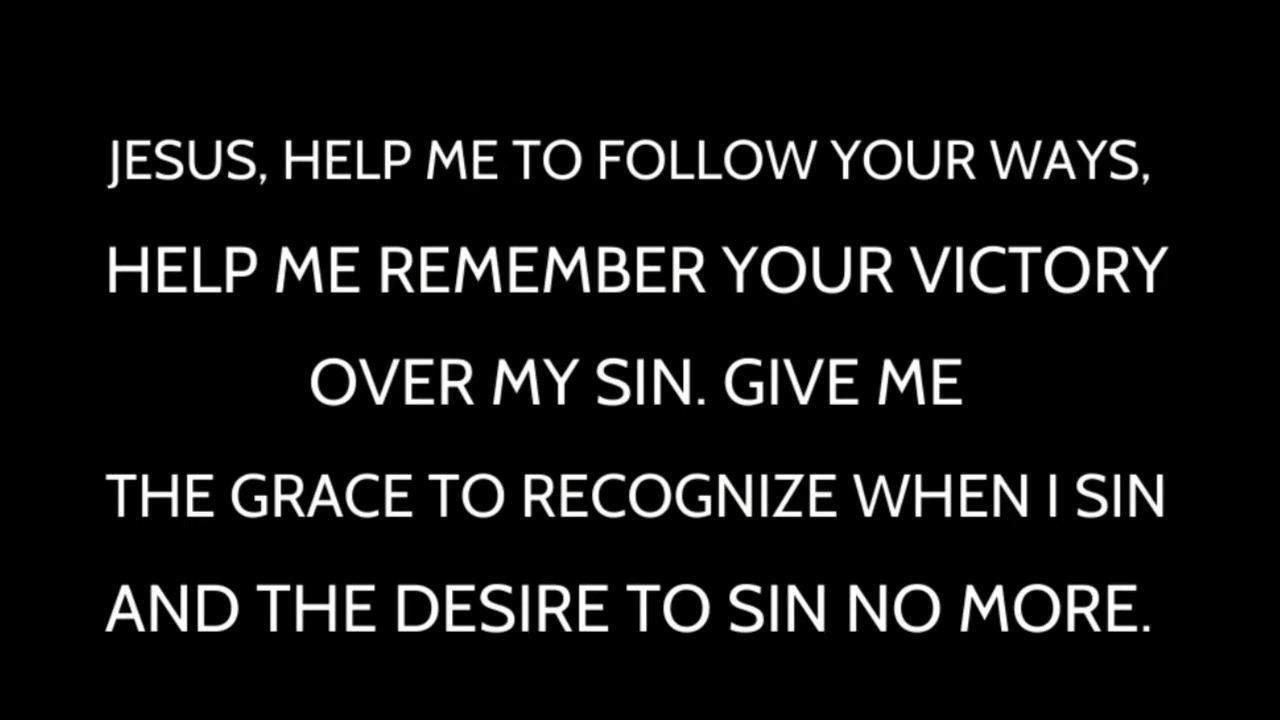 JESUS, HELP ME TO FOLLOW YOUR WAYS,
HELP ME REMEMBER YOUR VICTORY
OVER MY SIN. GIVE ME
THE GRACE TO RECOGNIZE WHEN I SIN
AND THE DESIRE TO SIN NO MORE.